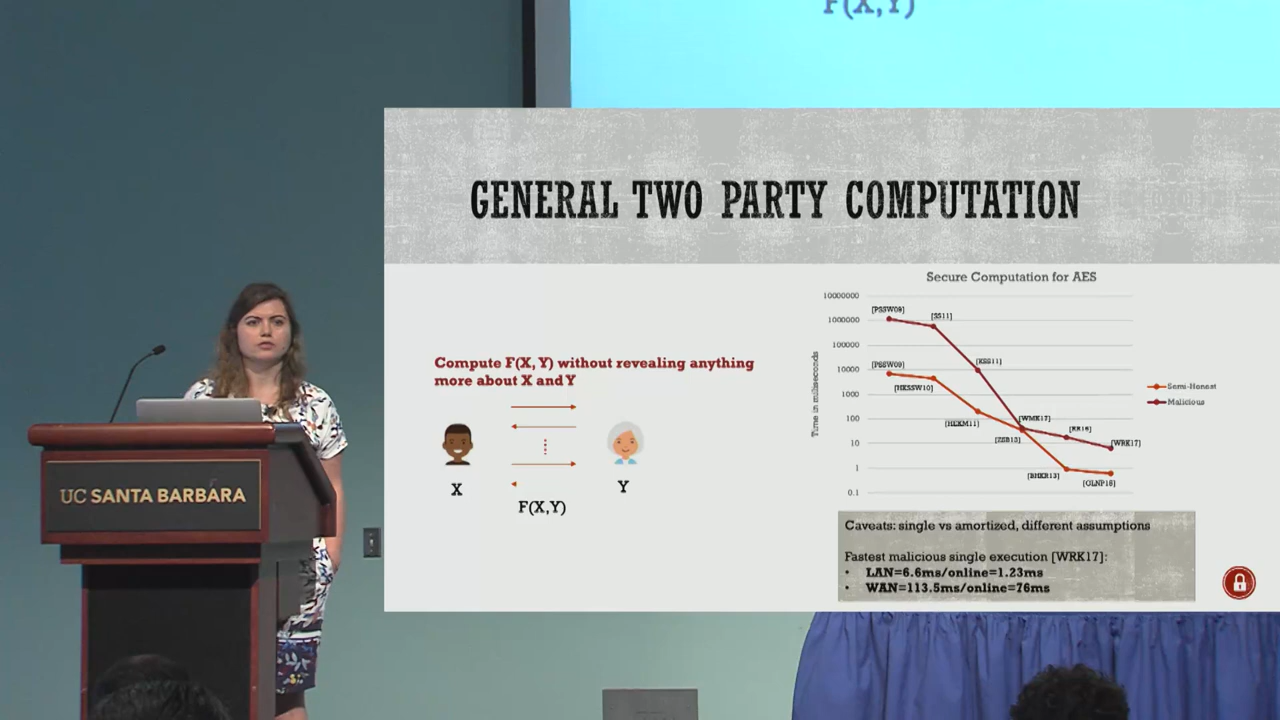 F(X,Y)
GENERAL TWO PARTY COMPUTATION
Compute F(X, Y) without revealing anything
more about X and Y
X
Y
F(X,Y)
Secure Computation for AES
Time in milliseconds
10000000
1000000
100000
10000
1000
100
10
1
0.1
[PSSW09]
[SS11]
[KSS11]
[PSSW09]
[HKSSW10]
[HEKM11]
[WMK17]
[ZSB13]
[RR16]
[WRK17]
[BHKR13]
[GLNP15]
Semi-Honest
Malicious
Caveats: single vs amortized, different assumptions
Fastest malicious single execution [WRK17]:
• LAN=6.6ms/online=1.23ms
• WAN=113.5ms/online=76ms
UC SANTA BARBARA